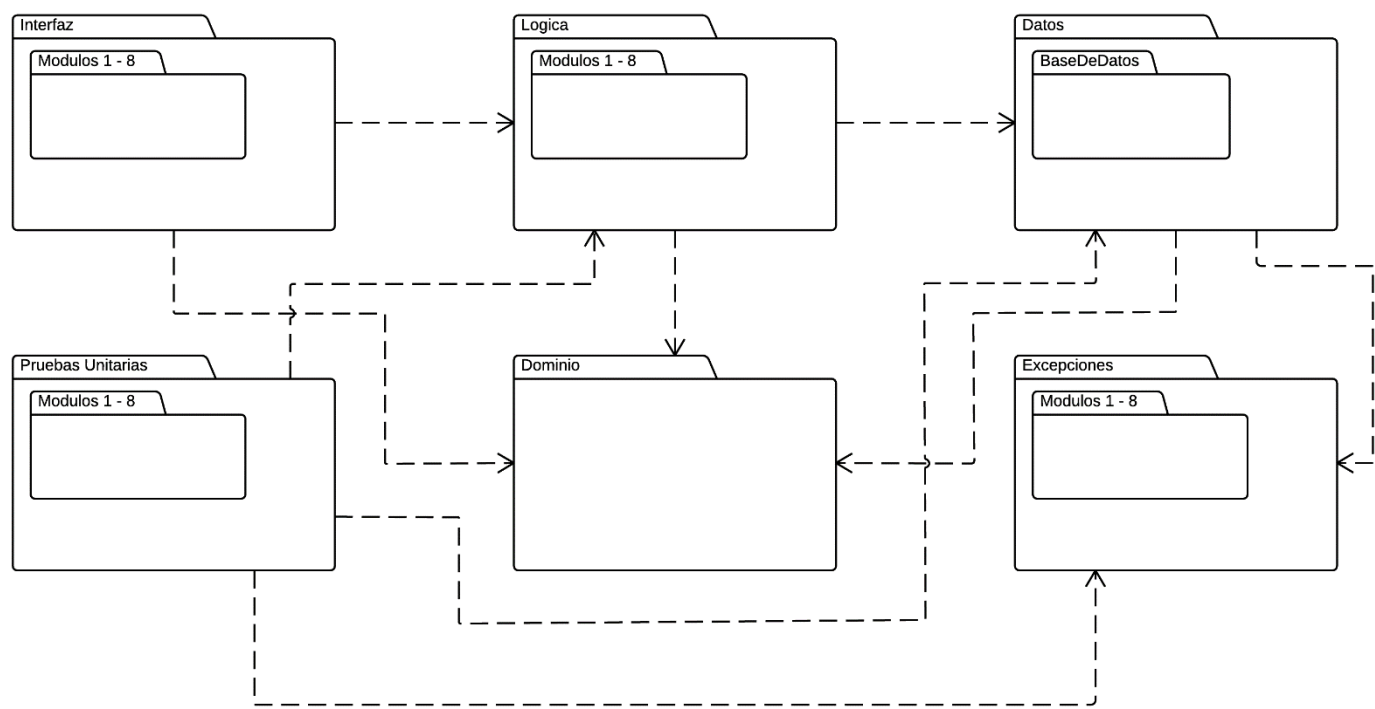 Interfaz
Modulos 1 - 8
Logica
Modulos 1 - 8
Datos
BaseDeDatos
Pruebas Unitarias
Modulos 1 - 8
Dominio
Excepciones
Modulos 1 - 8